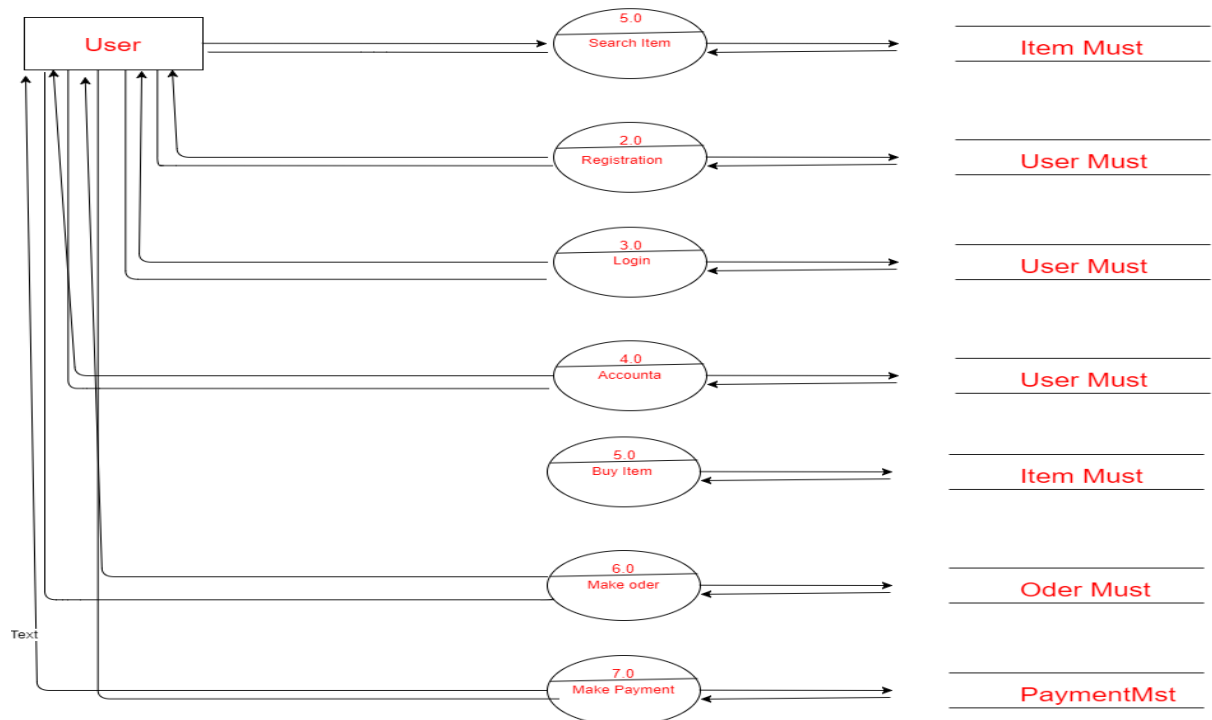 5.0
User
Search Item
Item Must
2.0
Registration
User Must
3.0
Login
User Must
4.0
Accounta
User Must
5.0
Buy Item
Item Must
6.0
Make oder
Oder Must
Text
7.0
Make Payment
PaymentMst